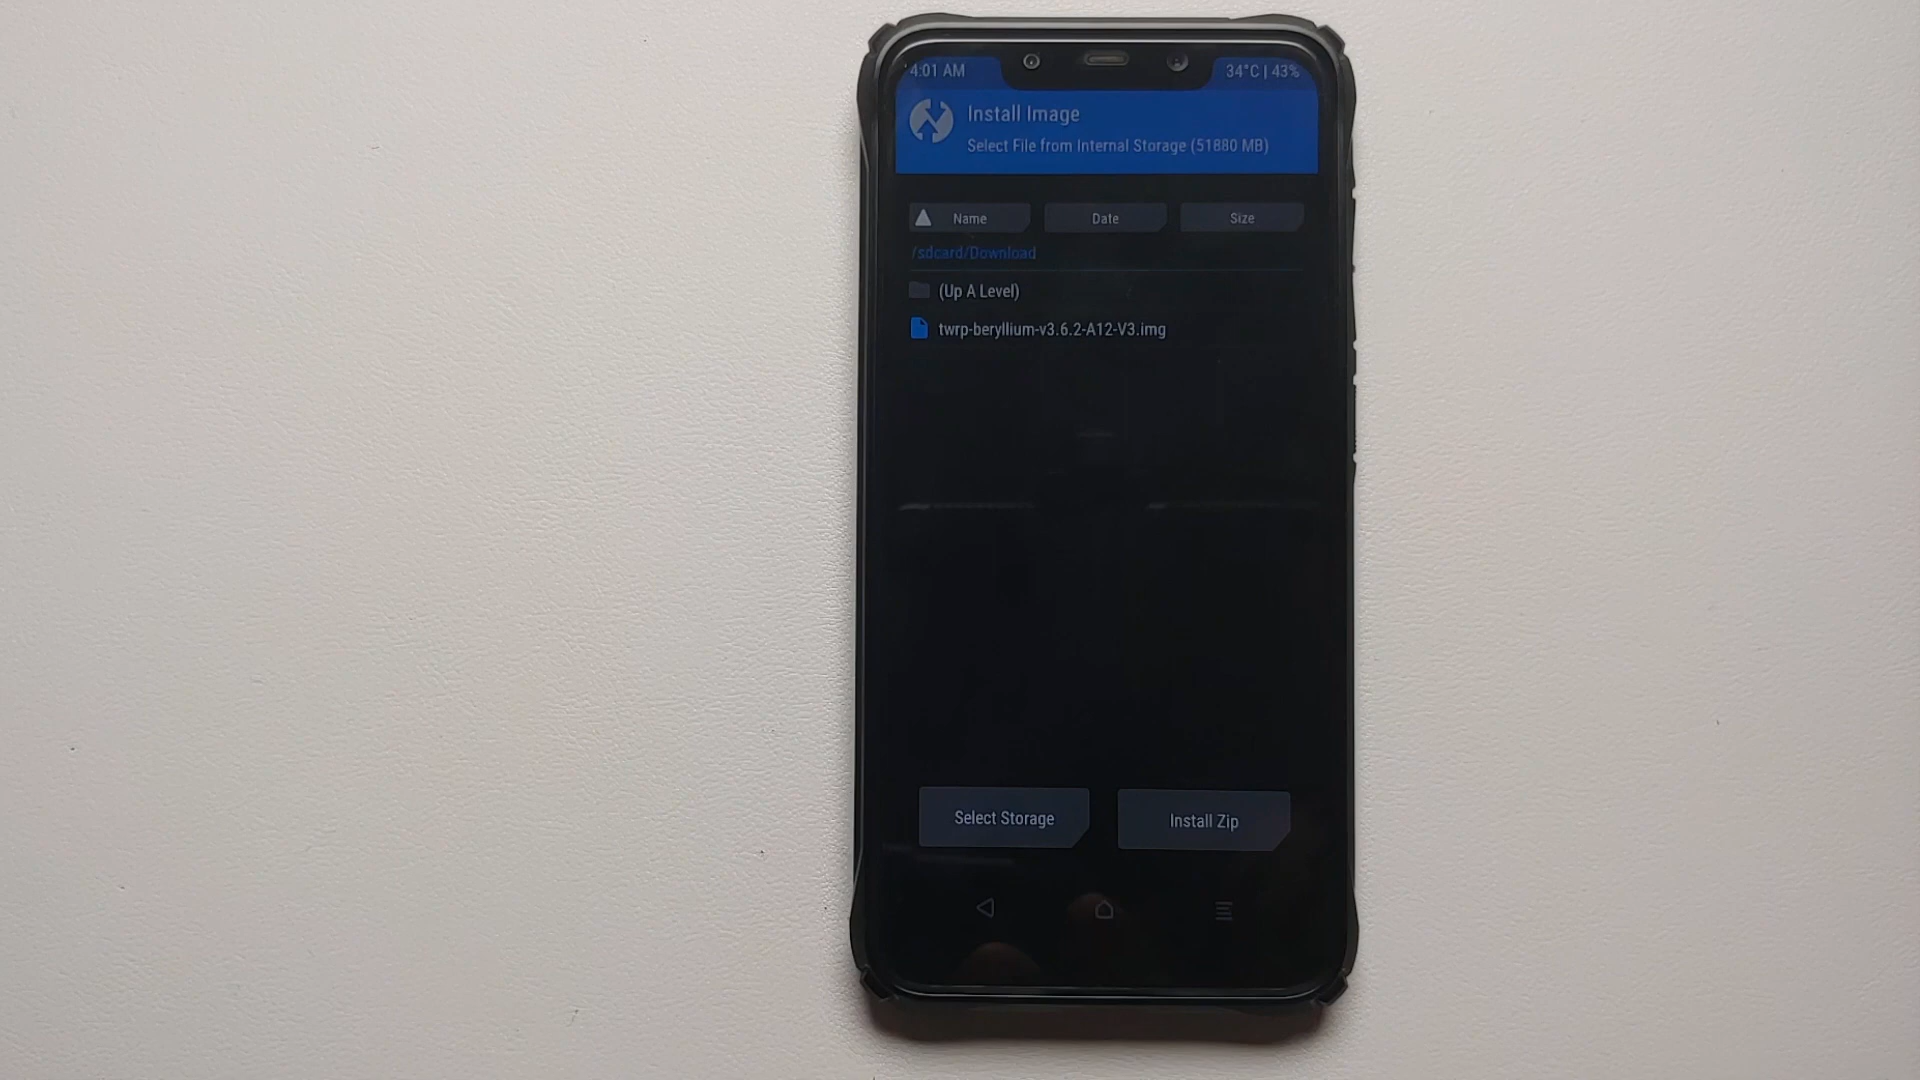 4:01 AM
34°C | 43%
Install Image
Select File from Internal Storage (51880 MB)
Name
Date
Size
/sdcard/Download
(Up A Level)
twrp-beryllium-v3.6.2-A12-V3.img
Select Storage
Install Zip